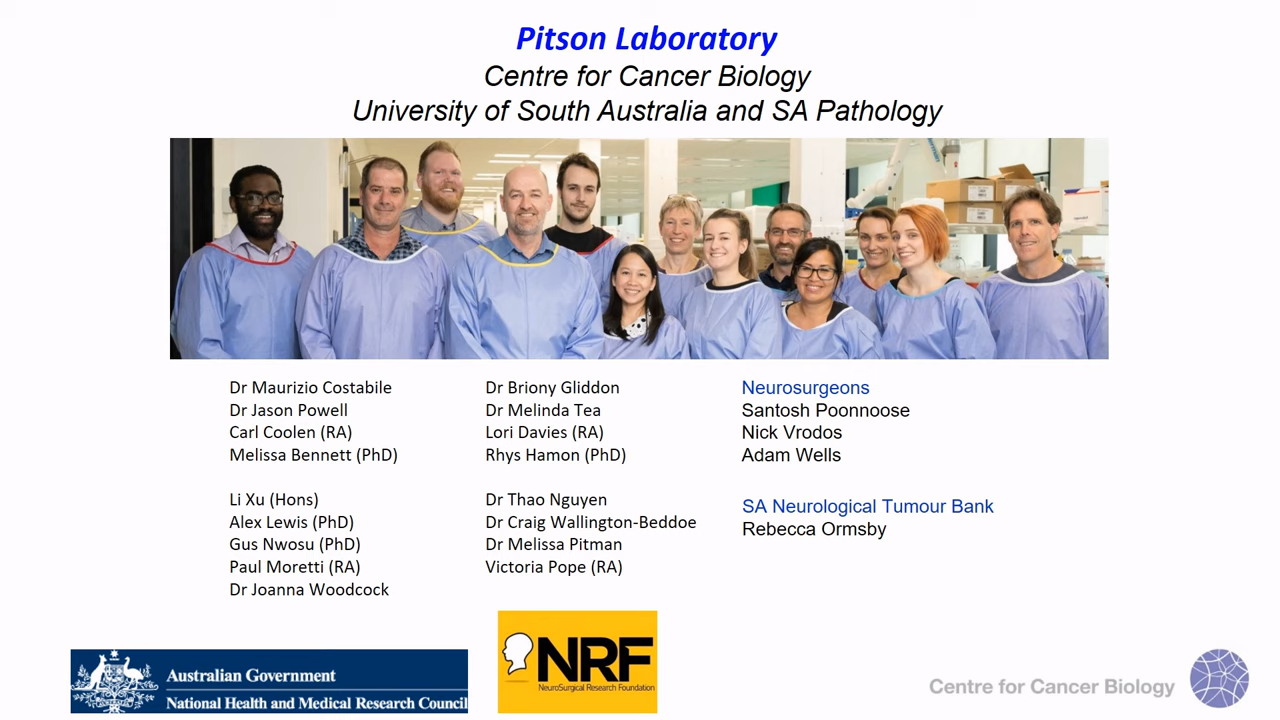 Pitson Laboratory
Centre for Cancer Biology
University of South Australia and SA Pathology
Dr Maurizio Costabile
Dr Jason Powell
Carl Coolen (RA)
Melissa Bennett (PhD)
Li Xu (Hons)
Alex Lewis (PhD)
Gus Nwosu (PhD)
Paul Moretti (RA)
Dr Joanna Woodcock
Dr Briony Gliddon
Dr Melinda Tea
Lori Davies (RA)
Rhys Hamon (PhD)
Dr Thao Nguyen
Dr Craig Wallington-Beddoe
Dr Melissa Pitman
Victoria Pope (RA)
Neurosurgeons
Santosh Poonnoose
Nick Vrodos
Adam Wells
SA Neurological Tumour Bank
Rebecca Ormsby
Australian Government
National Health and Medical Research Council
NRF
NeuroSurgical Research Foundation
Centre for Cancer Biology